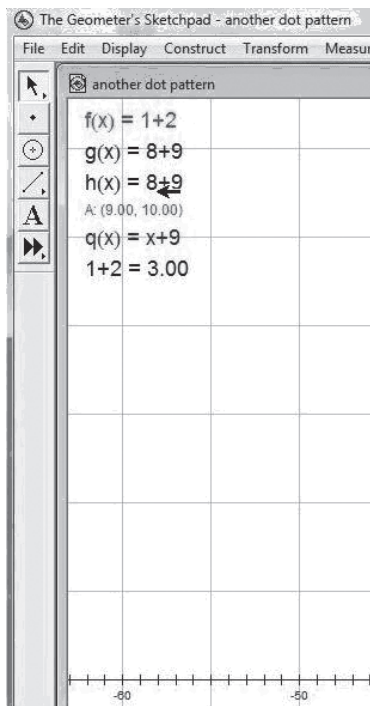 The Geometer's Sketchpad - another dot pattern
File Edit Display Construct Transform Measur
another dot pattern
f(x) = 1+2
g(x) = 8+9
h(x) = 8+9
A: (9.00, 10.00)
A
q(x) = x+9
1+2 = 3.00
-60 -50